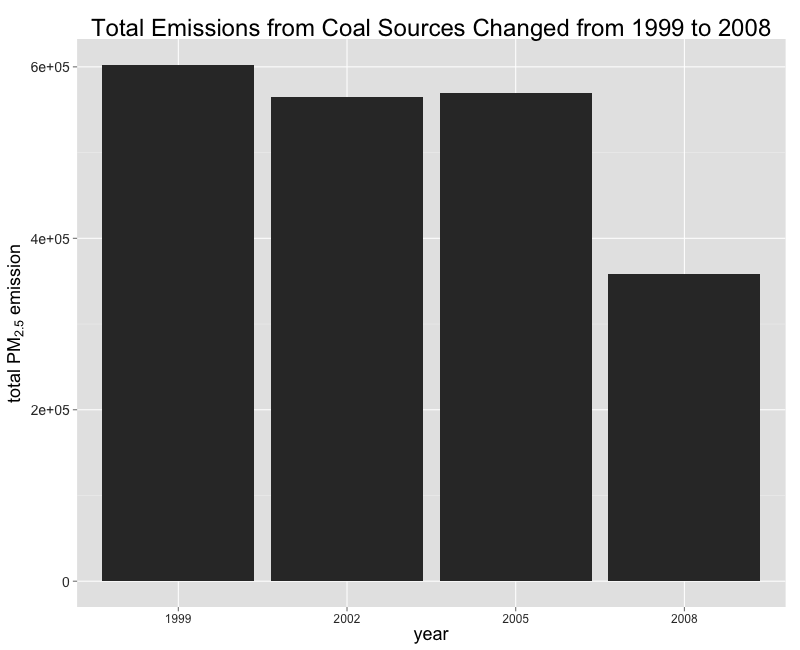 Total Emissions from Coal Sources Changed from 1999 to 2008
6e+05
4e+05
2e+05
0
total PM₂.₅ emission
1999 2002 2005 2008
year